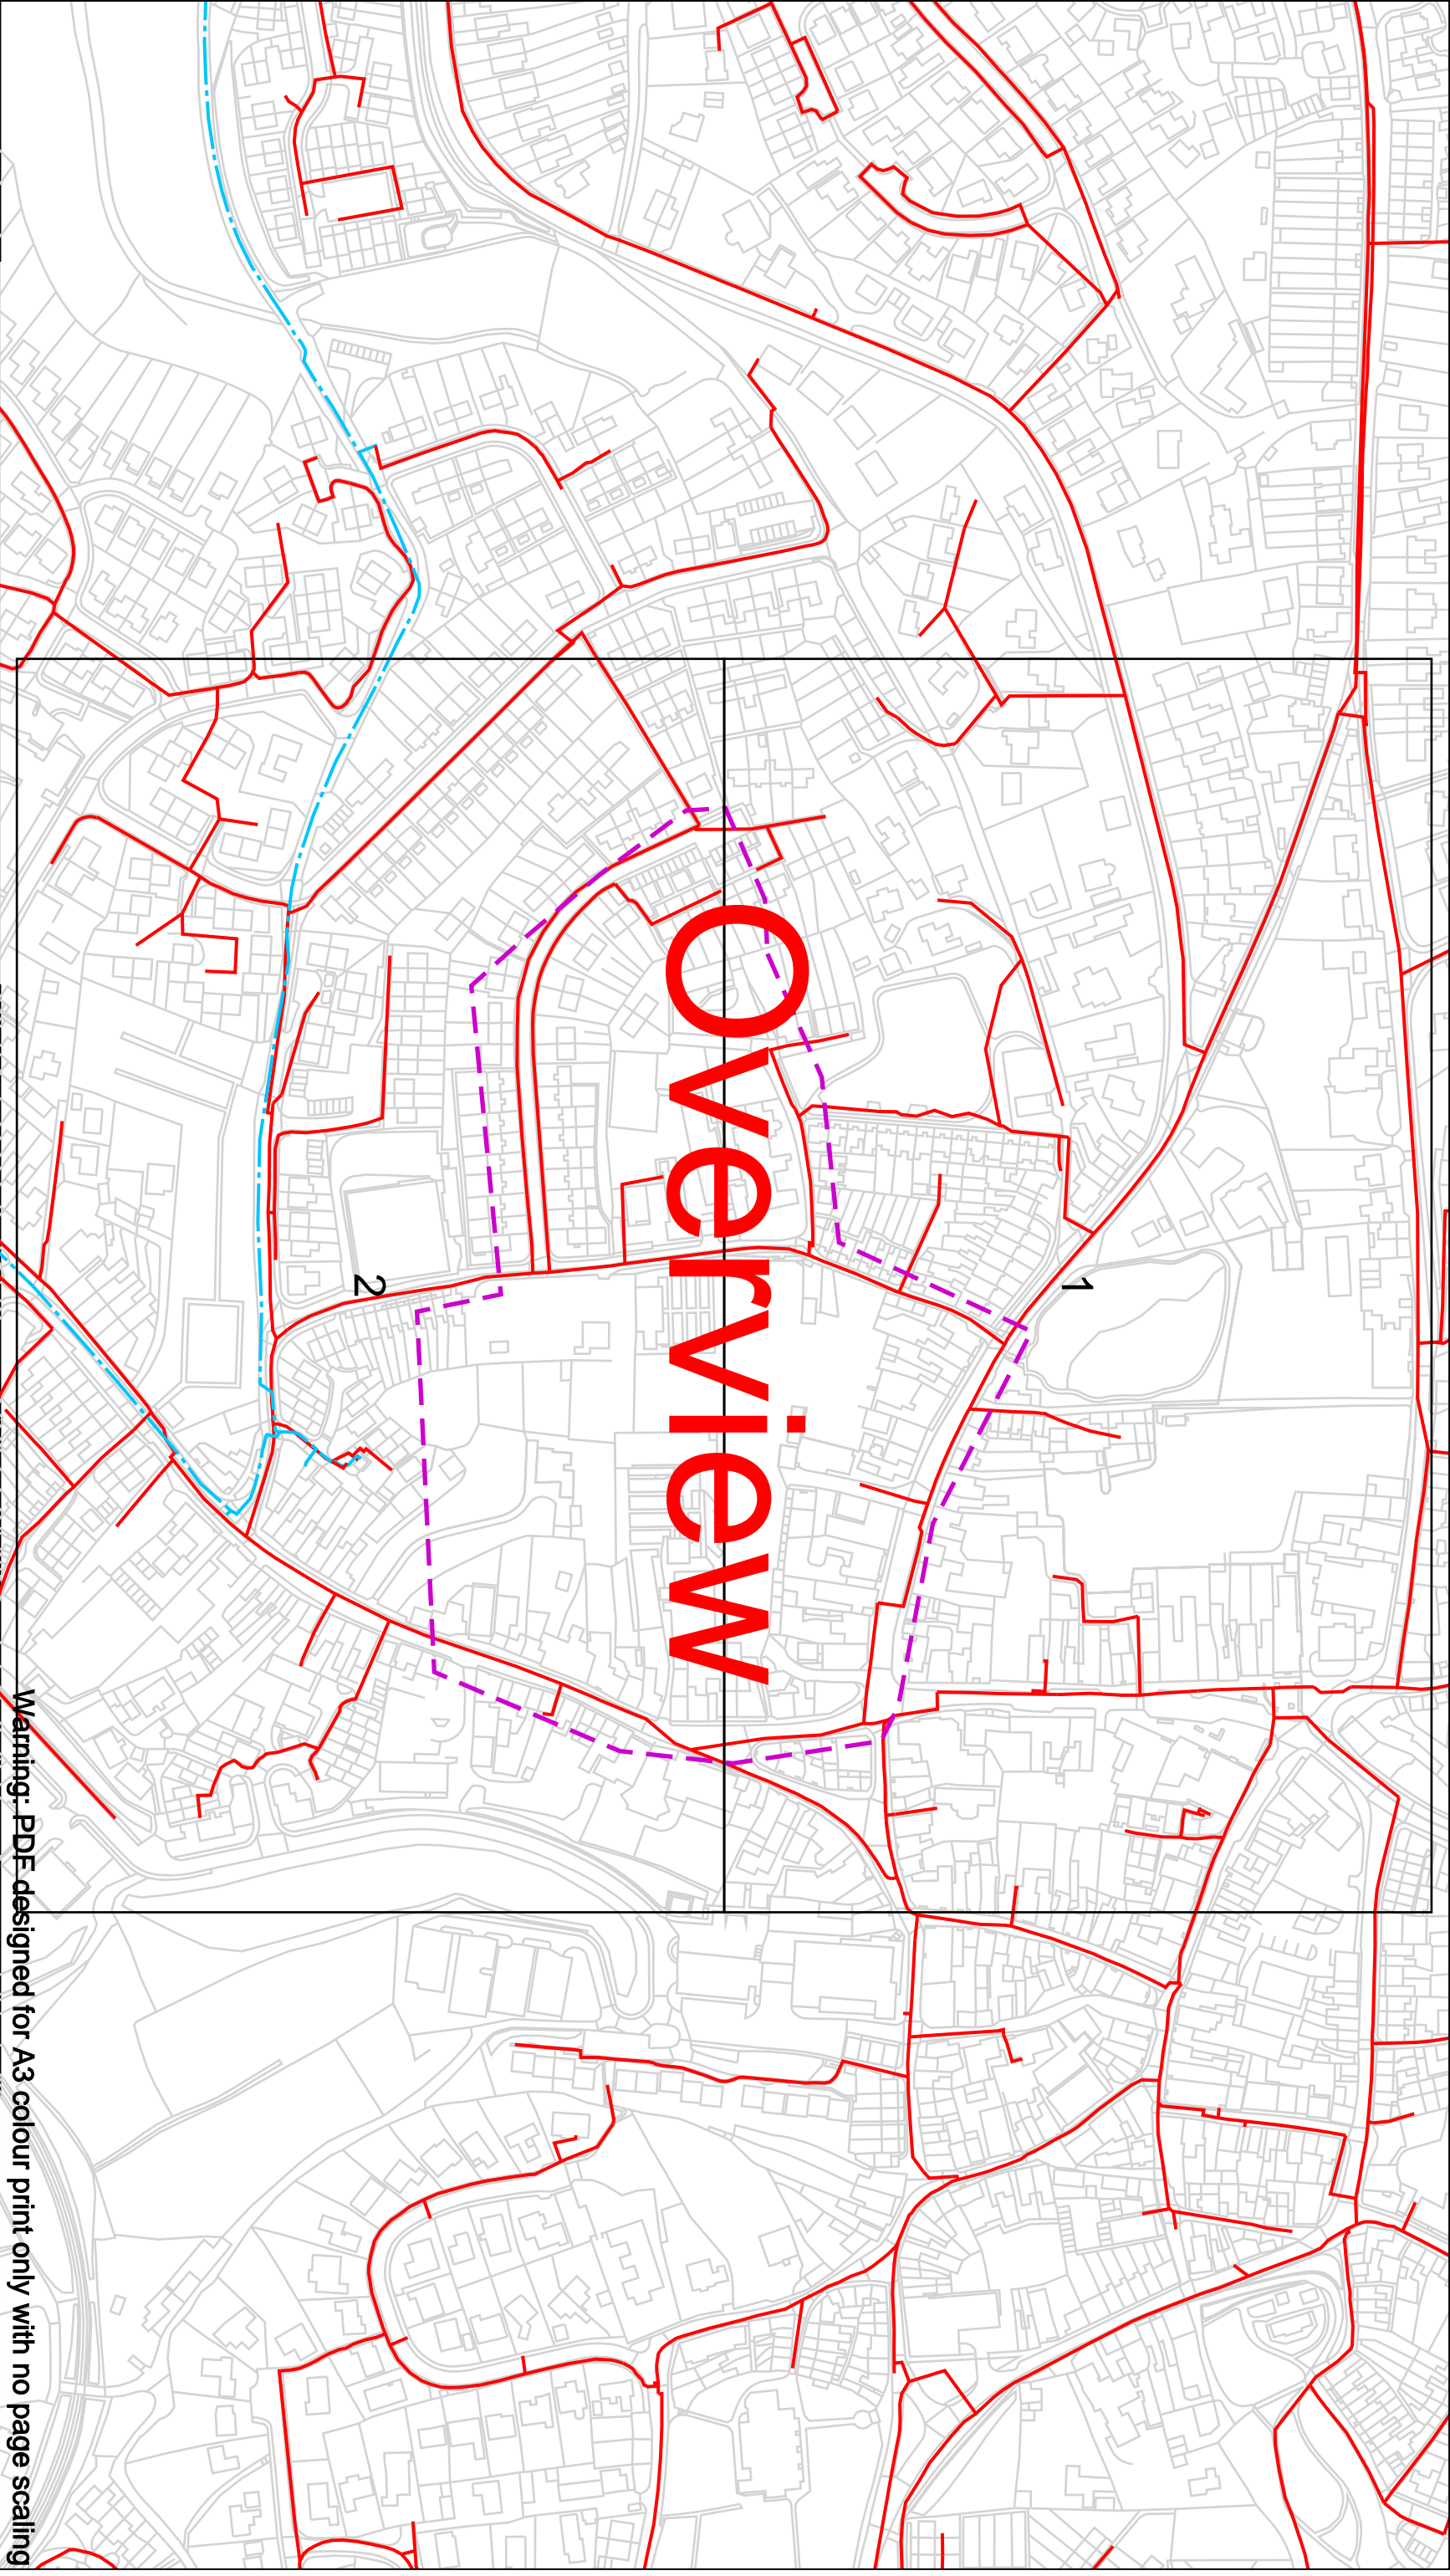 1
Overview
2
Warning: PDF designed for A3 colour print only with no page scaling